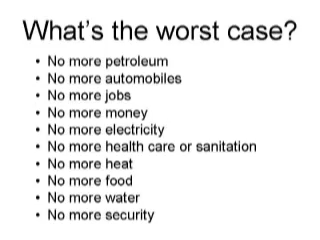 What's the worst case?
• No more petroleum
• No more automobiles
• No more jobs
• No more money
• No more electricity
• No more health care or sanitation
• No more heat
• No more food
• No more water
• No more security